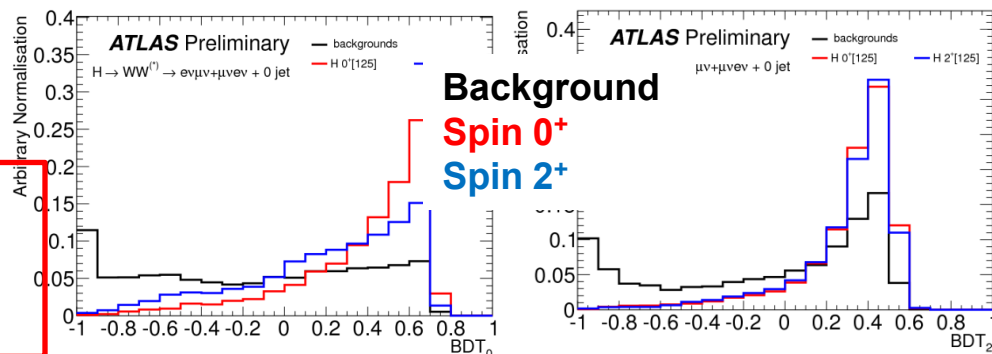 ATLAS Preliminary
H → WW(*) → eνμν+μνeν + 0 jet
backgrounds
H 0⁺[125]
Arbitrary Normalisation
0.4
0.35
0.3
0.25
0.2
0.15
0.1
0.05
0
-1 -0.8 -0.6 -0.4 -0.2 0 0.2 0.4 0.6 0.8 1
BDT₀
Background
Spin 0⁺
Spin 2⁺
ATLAS Preliminary
μν+μνeν + 0 jet
backgrounds
H 0⁺[125]
H 2⁺[125]
0.4
0.1
0.05
0
-1 -0.8 -0.6 -0.4 -0.2 0 0.2 0.4 0.6 0.8 1
BDT₂